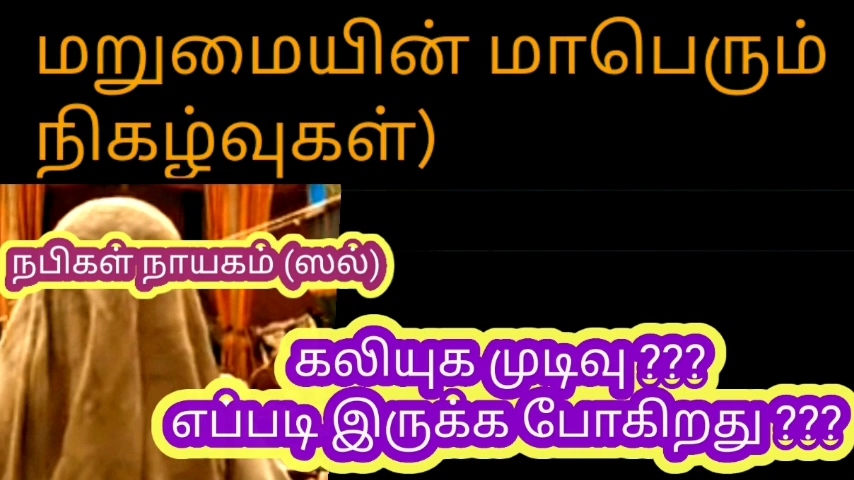 மறுமையின் மாபெரும்
நிகழ்வுகள்)
நபிகள் நாயகம் (ஸல்)
கலியுக முடிவு ???
எப்படி இருக்க போகிறது ???